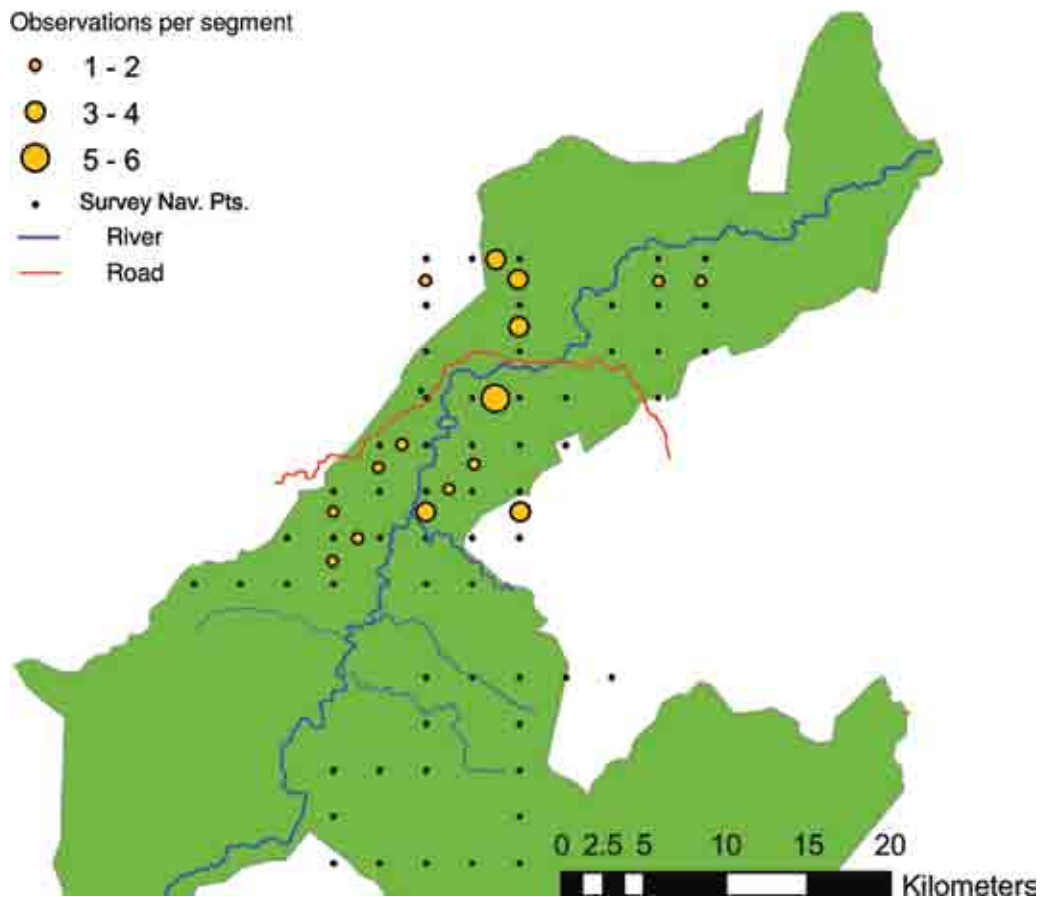 Observations per segment
1 - 2
3 - 4
5 - 6
Survey Nav. Pts.
River
Road
0 2.5 5 10 15 20
Kilometers